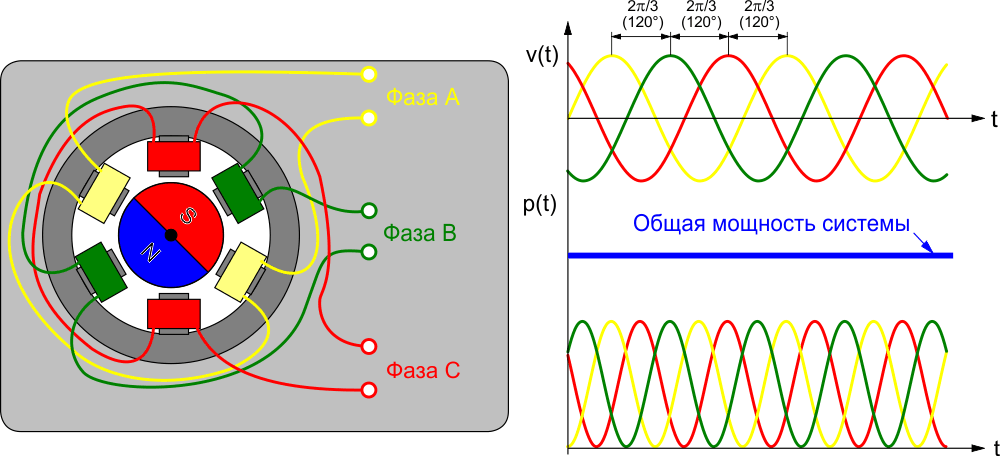 Фаза A
Фаза B
Фаза C
S
N
2π/3 2π/3 2π/3
(120°) (120°) (120°)
v(t)
t
p(t)
Общая мощность системы
t